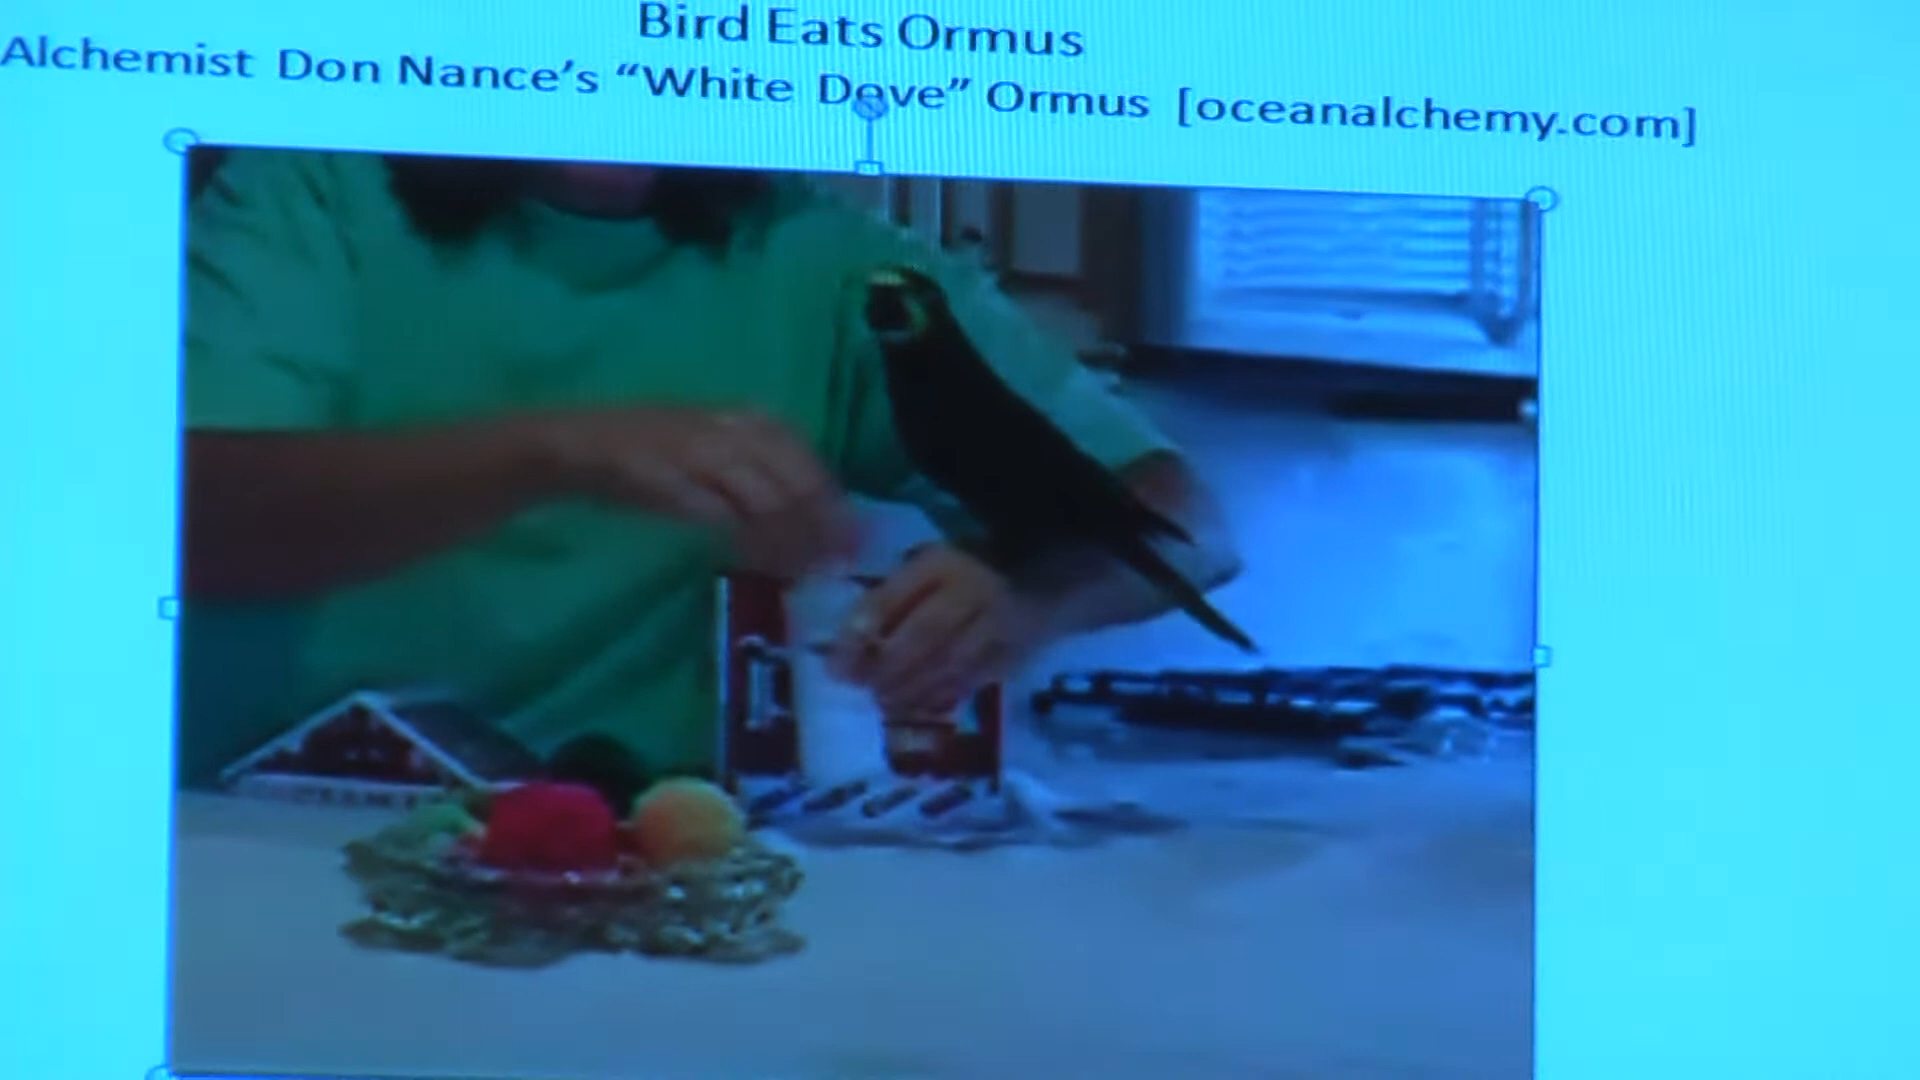 Bird Eats Ormus
Alchemist Don Nance’s “White Dove” Ormus [oceanalchemy.com]